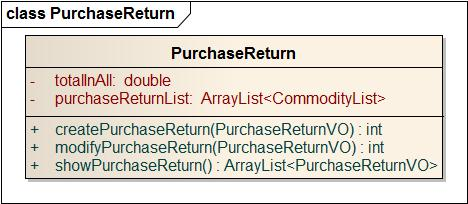 class PurchaseReturn
PurchaseReturn
- totalInAll: double
- purchaseReturnList: ArrayList<CommodityList>
+ createPurchaseReturn(PurchaseReturnVO) : int
+ modifyPurchaseReturn(PurchaseReturnVO) : int
+ showPurchaseReturn() : ArrayList<PurchaseReturnVO>